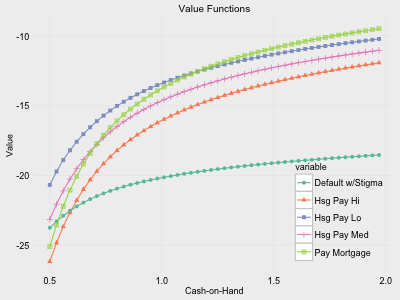 Value Functions
-10
-15
-20
-25
Value
variable
Default w/Stigma
Hsg Pay Hi
Hsg Pay Lo
Hsg Pay Med
Pay Mortgage
0.5 1.0 1.5 2.0
Cash-on-Hand